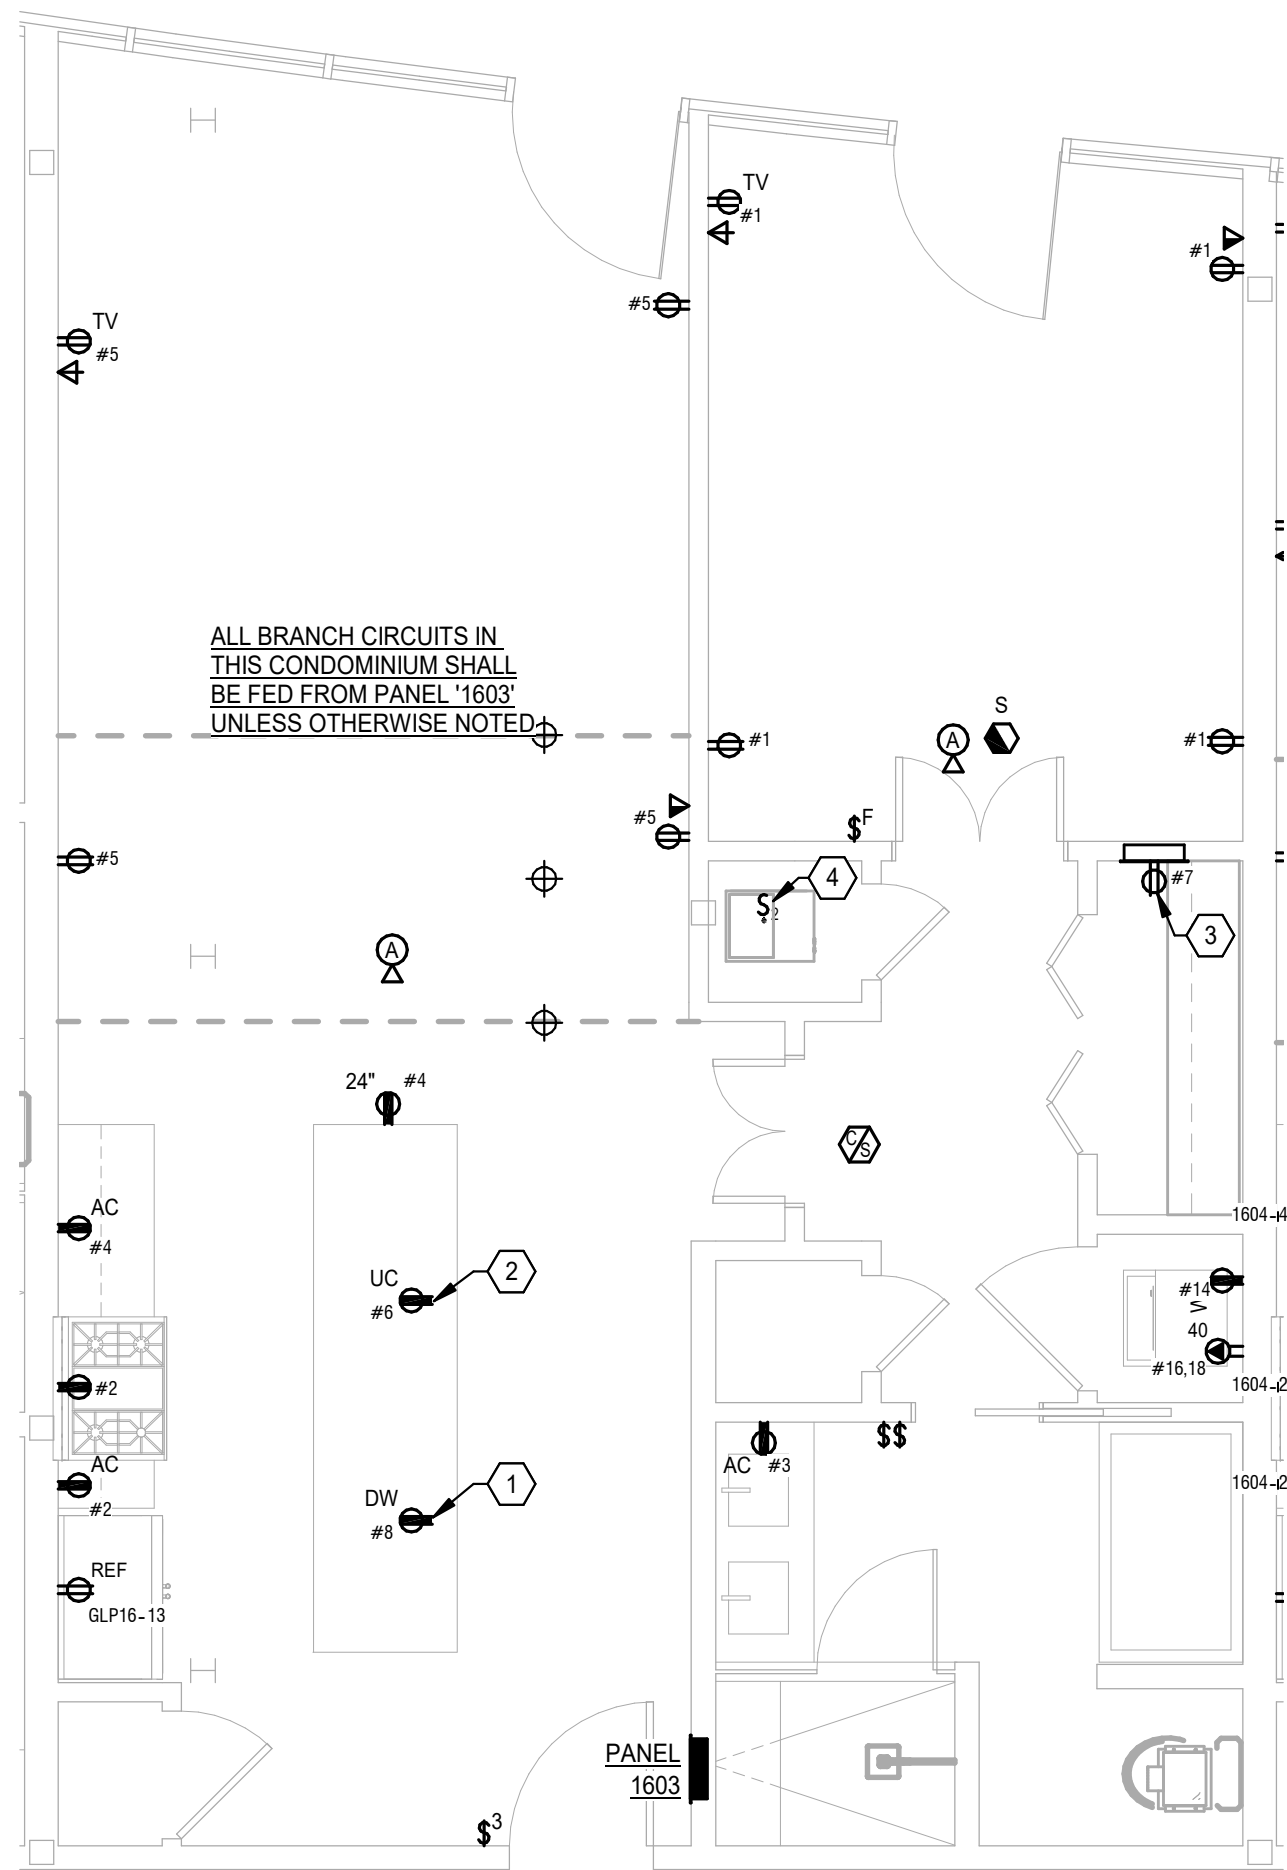 TV
#1
#1
#5
TV
#5
ALL BRANCH CIRCUITS IN
THIS CONDOMINIUM SHALL
BE FED FROM PANEL '1603'
UNLESS OTHERWISE NOTED
S
#1
A
#1
#5
$F
#5
4
#7
$2
3
A
24" #4
C/S
AC
#4
1604-4
UC
2
#6
#14
W
40
#2
#16,18
1604-2
$$
AC
AC #3
#2
1
1604-2
DW
#8
REF
GLP16-13
PANEL
1603
$3